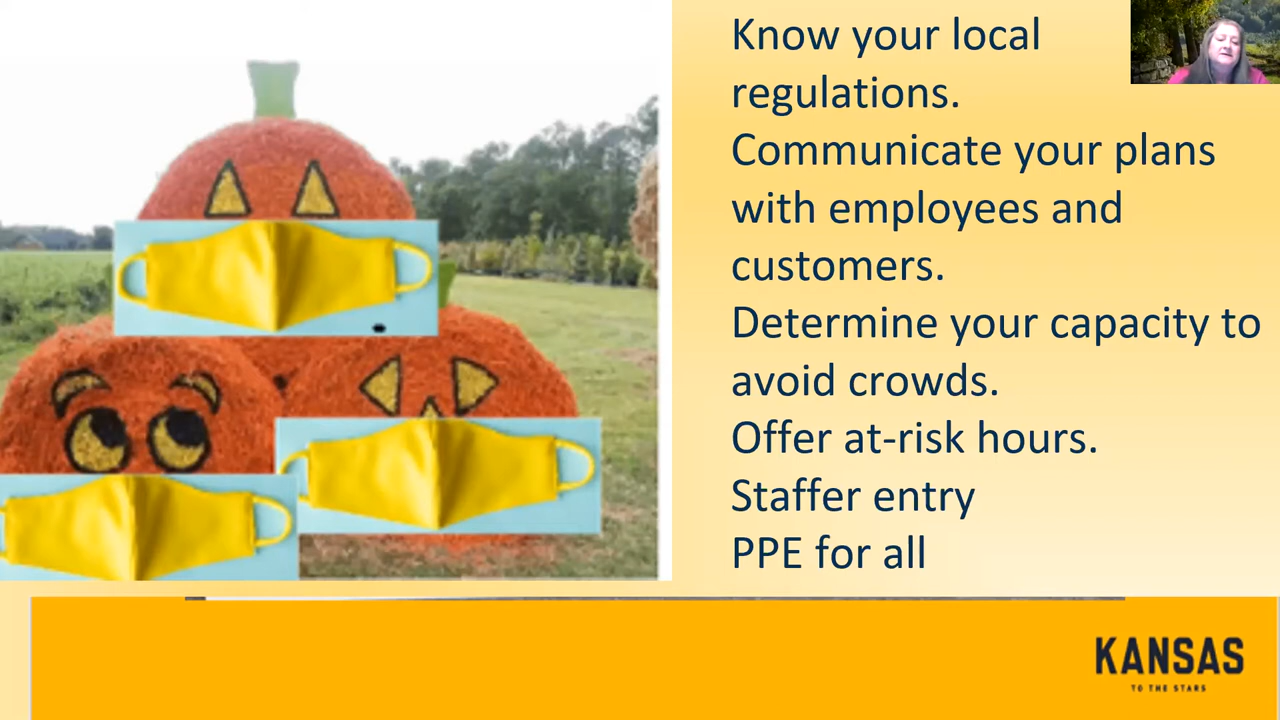 Know your local
regulations.
Communicate your plans
with employees and
customers.
Determine your capacity to
avoid crowds.
Offer at-risk hours.
Staffer entry
PPE for all
KANSAS
TO THE STARS